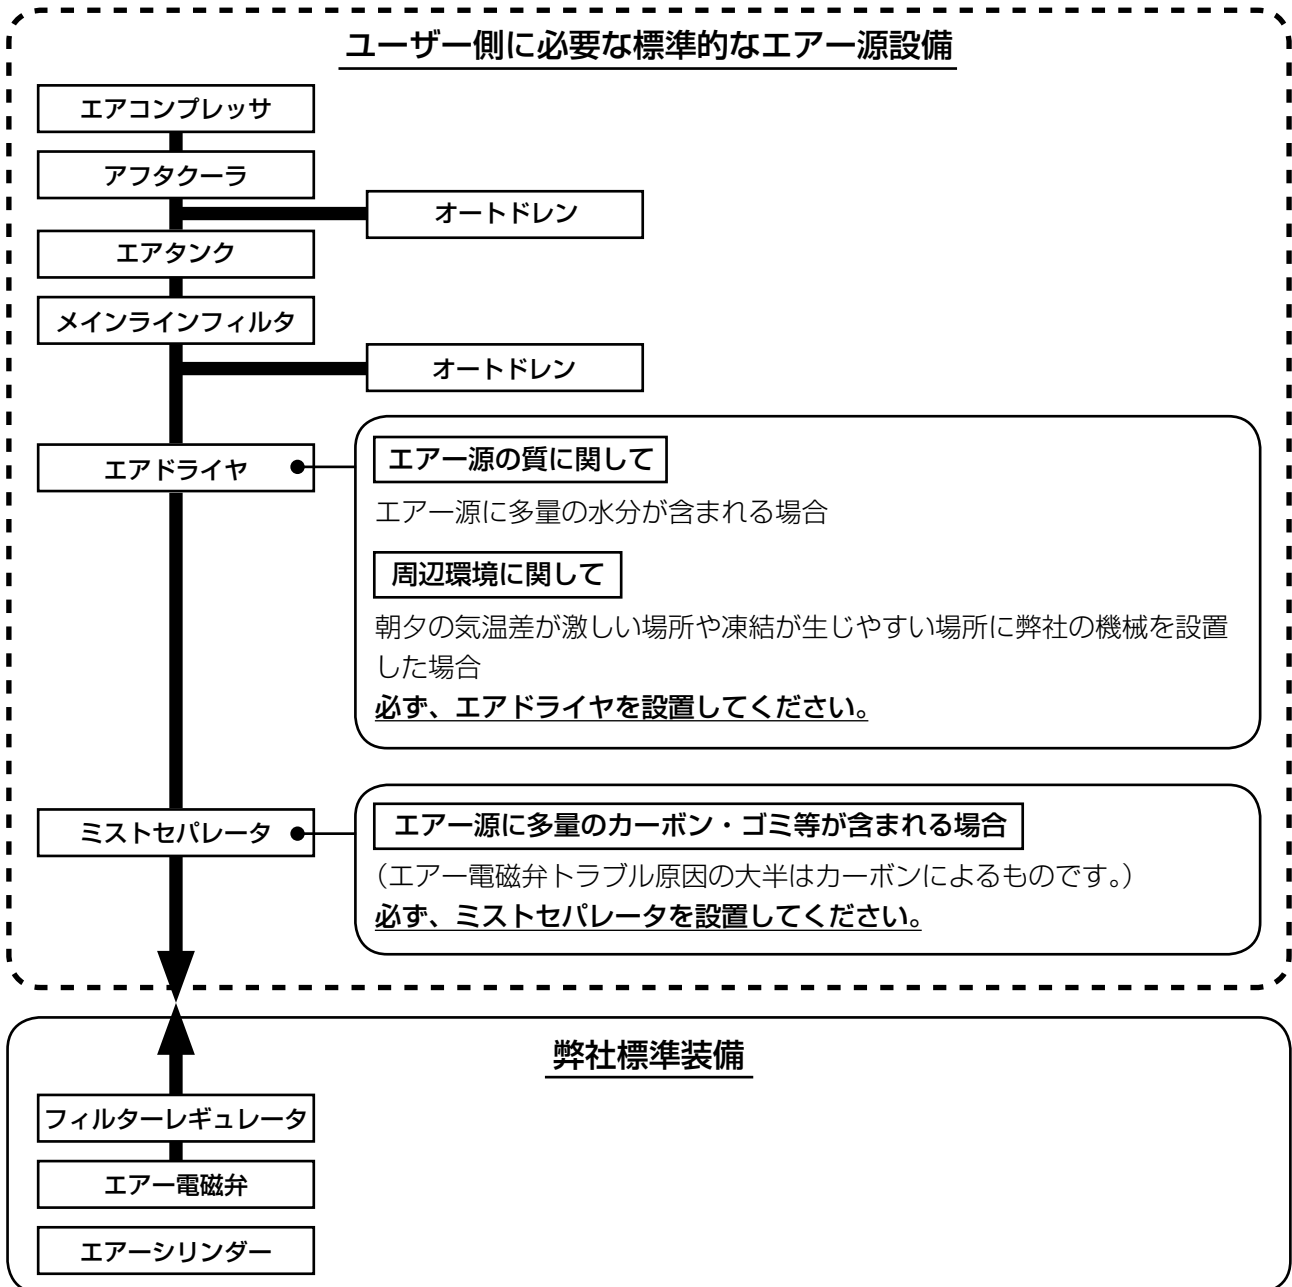 ユーザー側に必要な標準的なエアー源設備
エアコンプレッサ
アフタクーラ
オートドレン
エアタンク
メインラインフィルタ
オートドレン
エアドライヤ
エアー源の質に関して
エアー源に多量の水分が含まれる場合
周辺環境に関して
朝夕の気温差が激しい場所や凍結が生じやすい場所に弊社の機械を設置
した場合
必ず、エアドライヤを設置してください。
ミストセパレータ
エアー源に多量のカーボン・ゴミ等が含まれる場合
（エアー電磁弁トラブル原因の大半はカーボンによるものです。）
必ず、ミストセパレータを設置してください。
弊社標準装備
フィルターレギュレータ
エアー電磁弁
エアーシリンダー